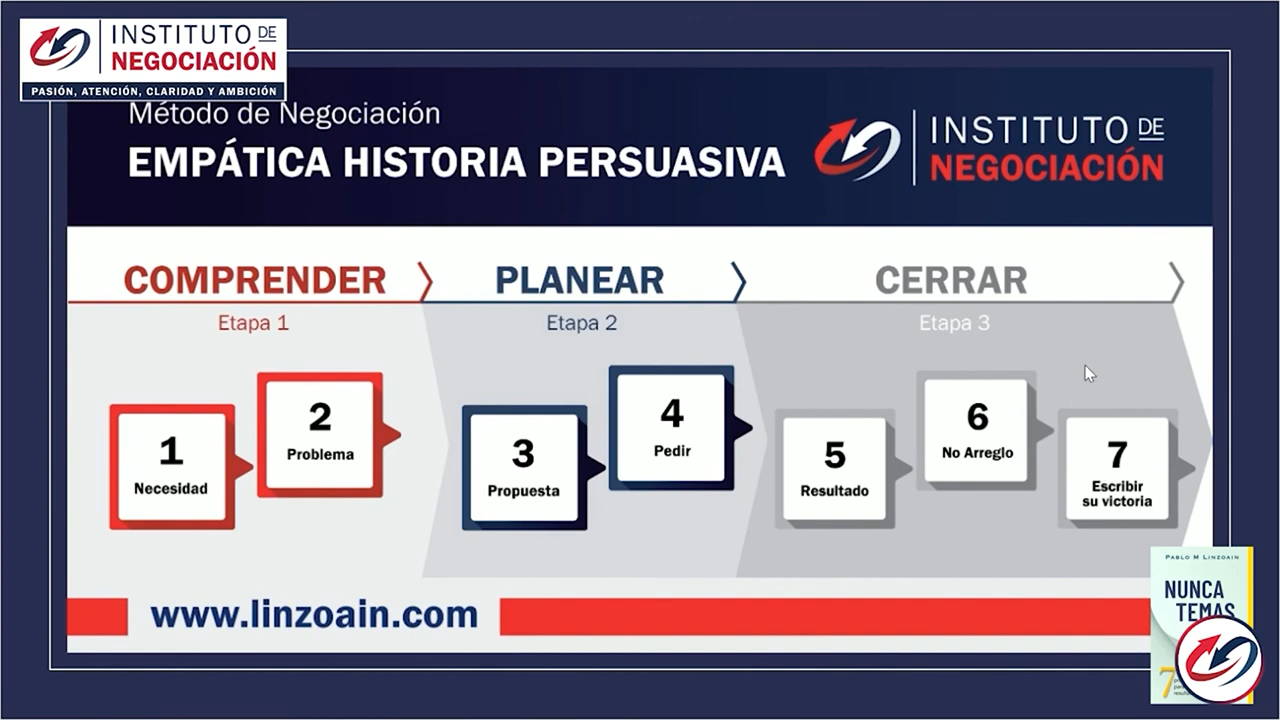 INSTITUTO DE
NEGOCIACIÓN
PASIÓN, ATENCIÓN, CLARIDAD Y AMBICIÓN
Método de Negociación
EMPÁTICA HISTORIA PERSUASIVA
INSTITUTO DE
NEGOCIACIÓN
COMPRENDER
PLANEAR
CERRAR
Etapa 1
Etapa 2
Etapa 3
1
Necesidad
2
Problema
3
Propuesta
4
Pedir
5
Resultado
6
No Arreglo
7
Escribir
su victoria
www.linzoain.com
PABLO M LINZOAIN
NUNCA
TEMAS
7